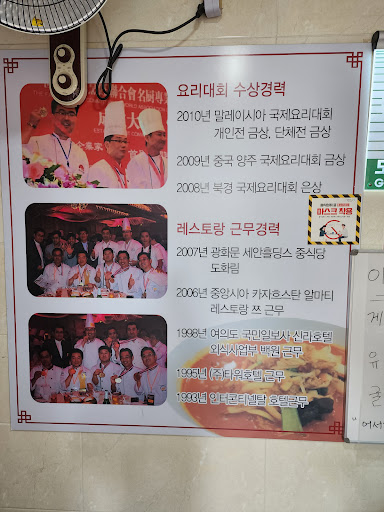 요리대회 수상경력
2010년 말레이시아 국제요리대회
개인전 금상, 단체전 금상
2009년 중국 양주 국제요리대회 금상
2008년 북경 국제요리대회 은상
레스토랑 근무경력
2007년 광화문 세안홀딩스 중식당
도화림
2006년 중앙시아 카자흐스탄 알마티
레스토랑 쯔 근무
1998년 여의도 국민일보사 신라호텔
외식사업부 백원 근무
1995년 (주)타워호텔 근무
1993년 인터콘티넨탈 호텔근무
마스크 착용